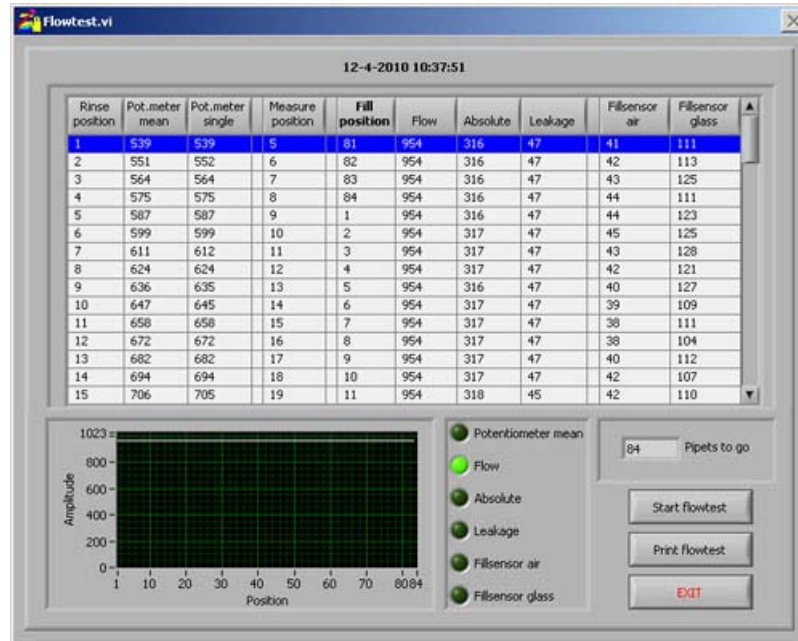 Flowtest.vi
12-4-2010 10:37:51
Rinse position Pot.meter mean Pot.meter single Measure position Fill position Flow Absolute Leakage Fillsensor air Fillsensor glass
1 539 539 5 81 954 316 47 41 111
2 551 552 6 82 954 316 47 42 113
3 564 564 7 83 954 316 47 43 125
4 575 575 8 84 954 316 47 44 111
5 587 587 9 1 954 316 47 44 123
6 599 599 10 2 954 317 47 45 125
7 611 612 11 3 954 317 47 43 128
8 624 624 12 4 954 317 47 42 121
9 636 635 13 5 954 316 47 40 127
10 647 645 14 6 954 317 47 39 109
11 658 658 15 7 954 317 47 38 111
12 672 672 16 8 954 317 47 38 104
13 682 682 17 9 954 317 47 40 112
14 694 694 18 10 954 317 47 42 107
15 706 705 19 11 954 318 45 42 110
1023
800
600
400
200
0
Amplitude
1 10 20 30 40 50 60 70 80 84
Position
Potentiometer mean
Flow
Absolute
Leakage
Fillsensor air
Fillsensor glass
84 Pipets to go
Start flowtest
Print flowtest
EXIT